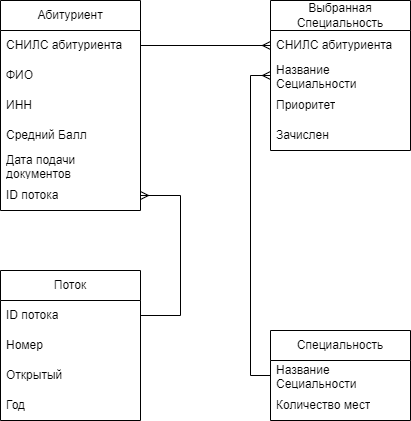 Абитуриент
СНИЛС абитуриента
ФИО
ИНН
Средний Балл
Дата подачи
документов
ID потока
Выбранная
Специальность
СНИЛС абитуриента
Название
Сециальности
Приоритет
Зачислен
Поток
ID потока
Номер
Открытый
Год
Специальность
Название
Сециальности
Количество мест